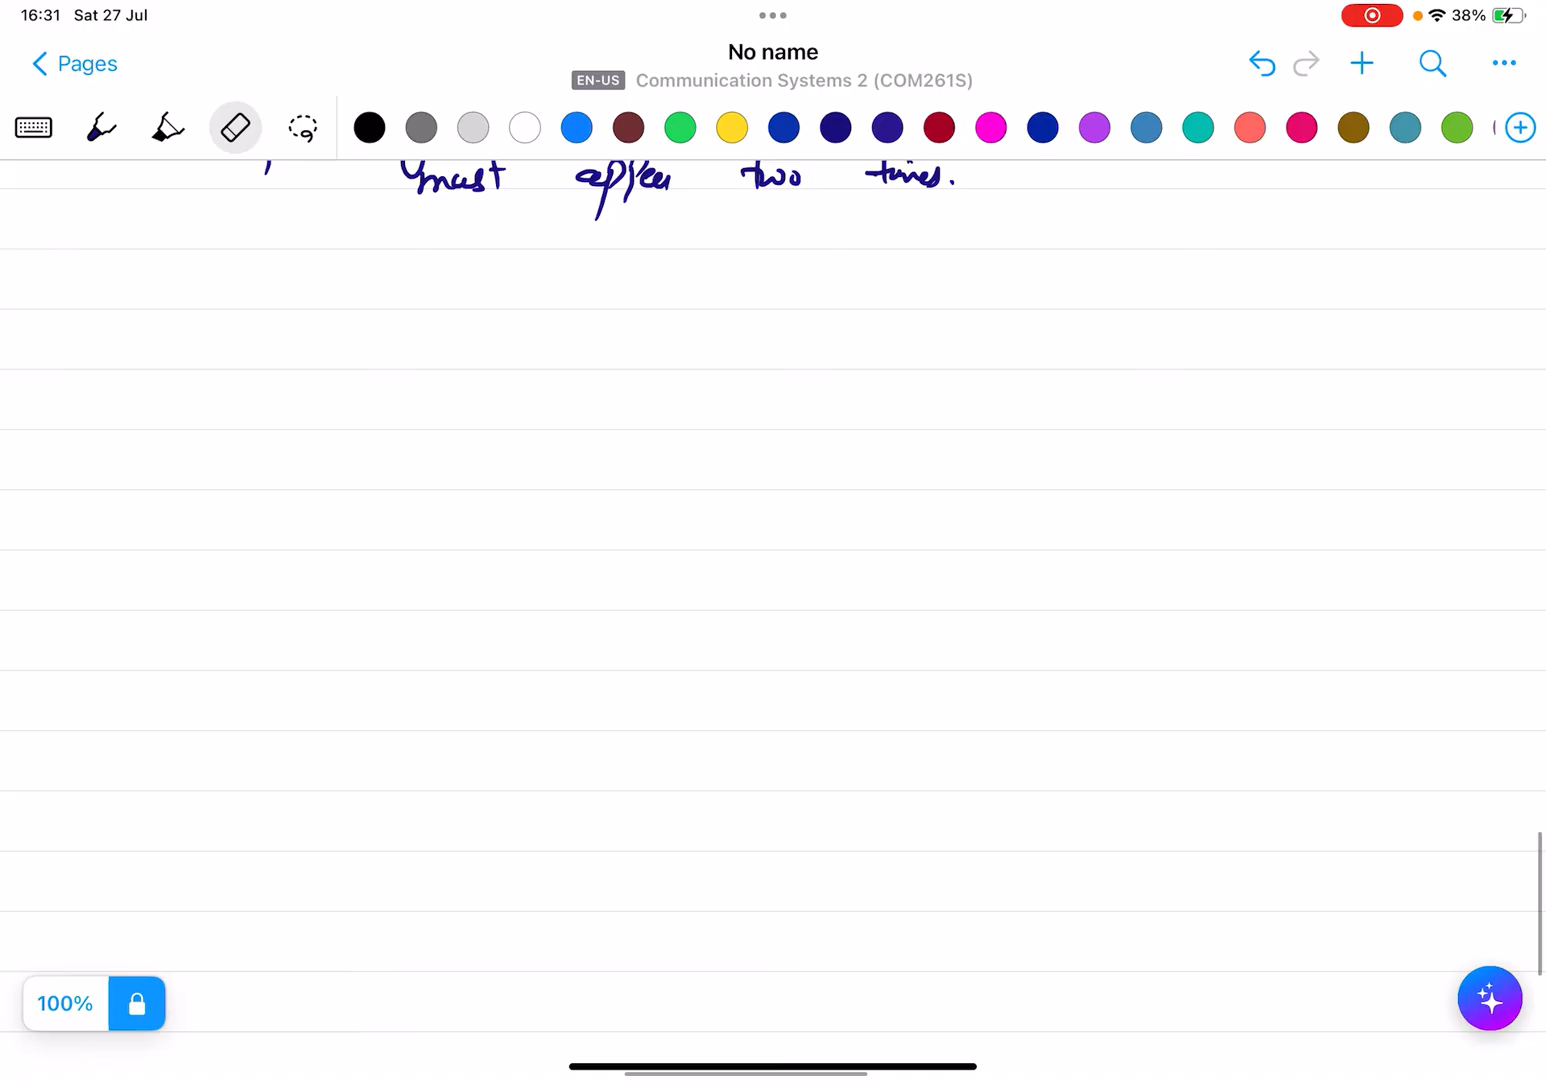 16:31 Sat 27 Jul
38%
Pages
No name
EN-US Communication Systems 2 (COM261S)
must appear two times.
100%